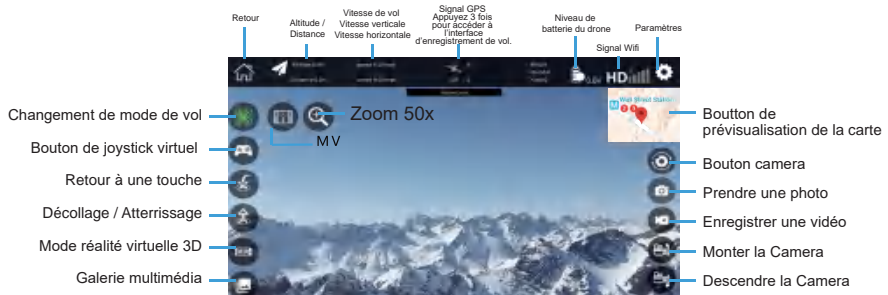 Retour
Altitude /
Distance
Vitesse de vol
Vitesse verticale
Vitesse horizontale
Signal GPS
Appuyez 3 fois
pour accéder à
l'interface
d'enregistrement de vol.
Niveau de
batterie du drone
Signal Wifi
Paramètres
HD
Changement de mode de vol
Bouton de joystick virtuel
Retour à une touche
Décollage / Atterrissage
Mode réalité virtuelle 3D
Galerie multimédia
Zoom 50x
MV
Boutton de
prévisualisation de la carte
Bouton camera
Prendre une photo
Enregistrer une vidéo
Monter la Camera
Descendre la Camera